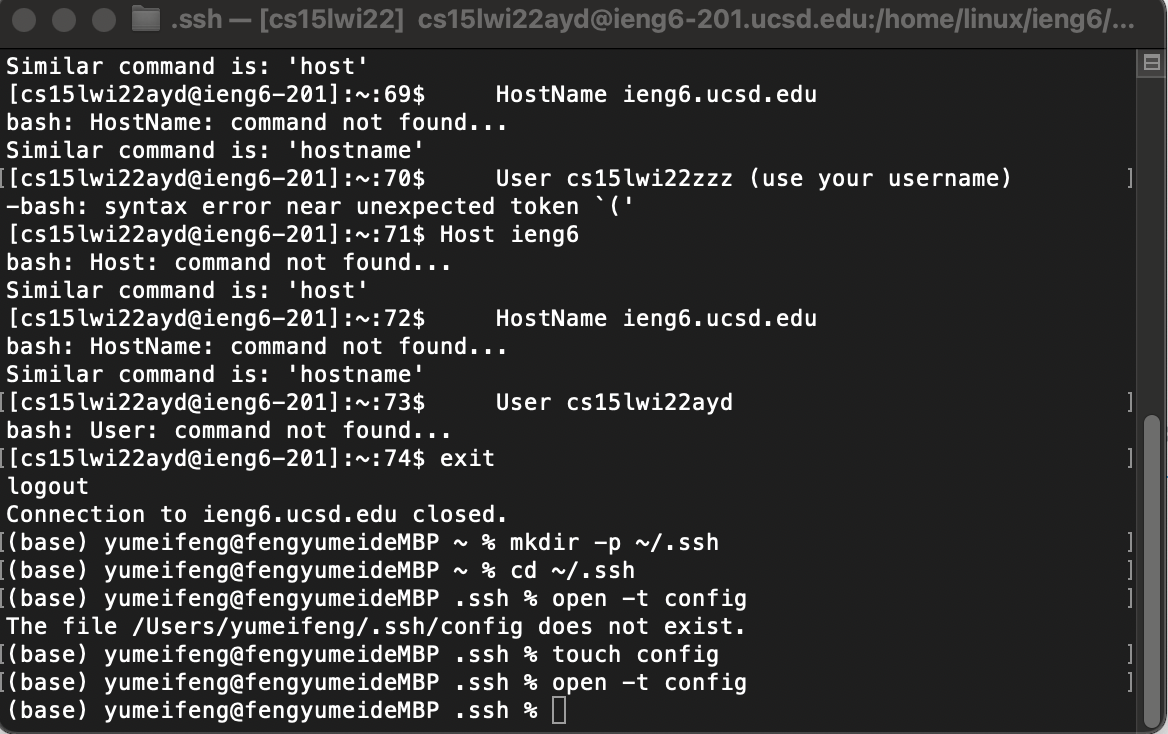 .ssh — [cs15lwi22] cs15lwi22ayd@ieng6-201.ucsd.edu:/home/linux/ieng6/...
Similar command is: 'host'
[cs15lwi22ayd@ieng6-201]:~:69$     HostName ieng6.ucsd.edu
bash: HostName: command not found...
Similar command is: 'hostname'
[[cs15lwi22ayd@ieng6-201]:~:70$     User cs15lwi22zzz (use your username) ]
-bash: syntax error near unexpected token `('
[cs15lwi22ayd@ieng6-201]:~:71$ Host ieng6
bash: Host: command not found...
Similar command is: 'host'
[cs15lwi22ayd@ieng6-201]:~:72$     HostName ieng6.ucsd.edu
bash: HostName: command not found...
Similar command is: 'hostname'
[[cs15lwi22ayd@ieng6-201]:~:73$     User cs15lwi22ayd ]
bash: User: command not found...
[[cs15lwi22ayd@ieng6-201]:~:74$ exit ]
logout
Connection to ieng6.ucsd.edu closed.
[(base) yumeifeng@fengyumeideMBP ~ % mkdir -p ~/.ssh ]
[(base) yumeifeng@fengyumeideMBP ~ % cd ~/.ssh ]
[(base) yumeifeng@fengyumeideMBP .ssh % open -t config ]
The file /Users/yumeifeng/.ssh/config does not exist.
[(base) yumeifeng@fengyumeideMBP .ssh % touch config ]
[(base) yumeifeng@fengyumeideMBP .ssh % open -t config ]
(base) yumeifeng@fengyumeideMBP .ssh %